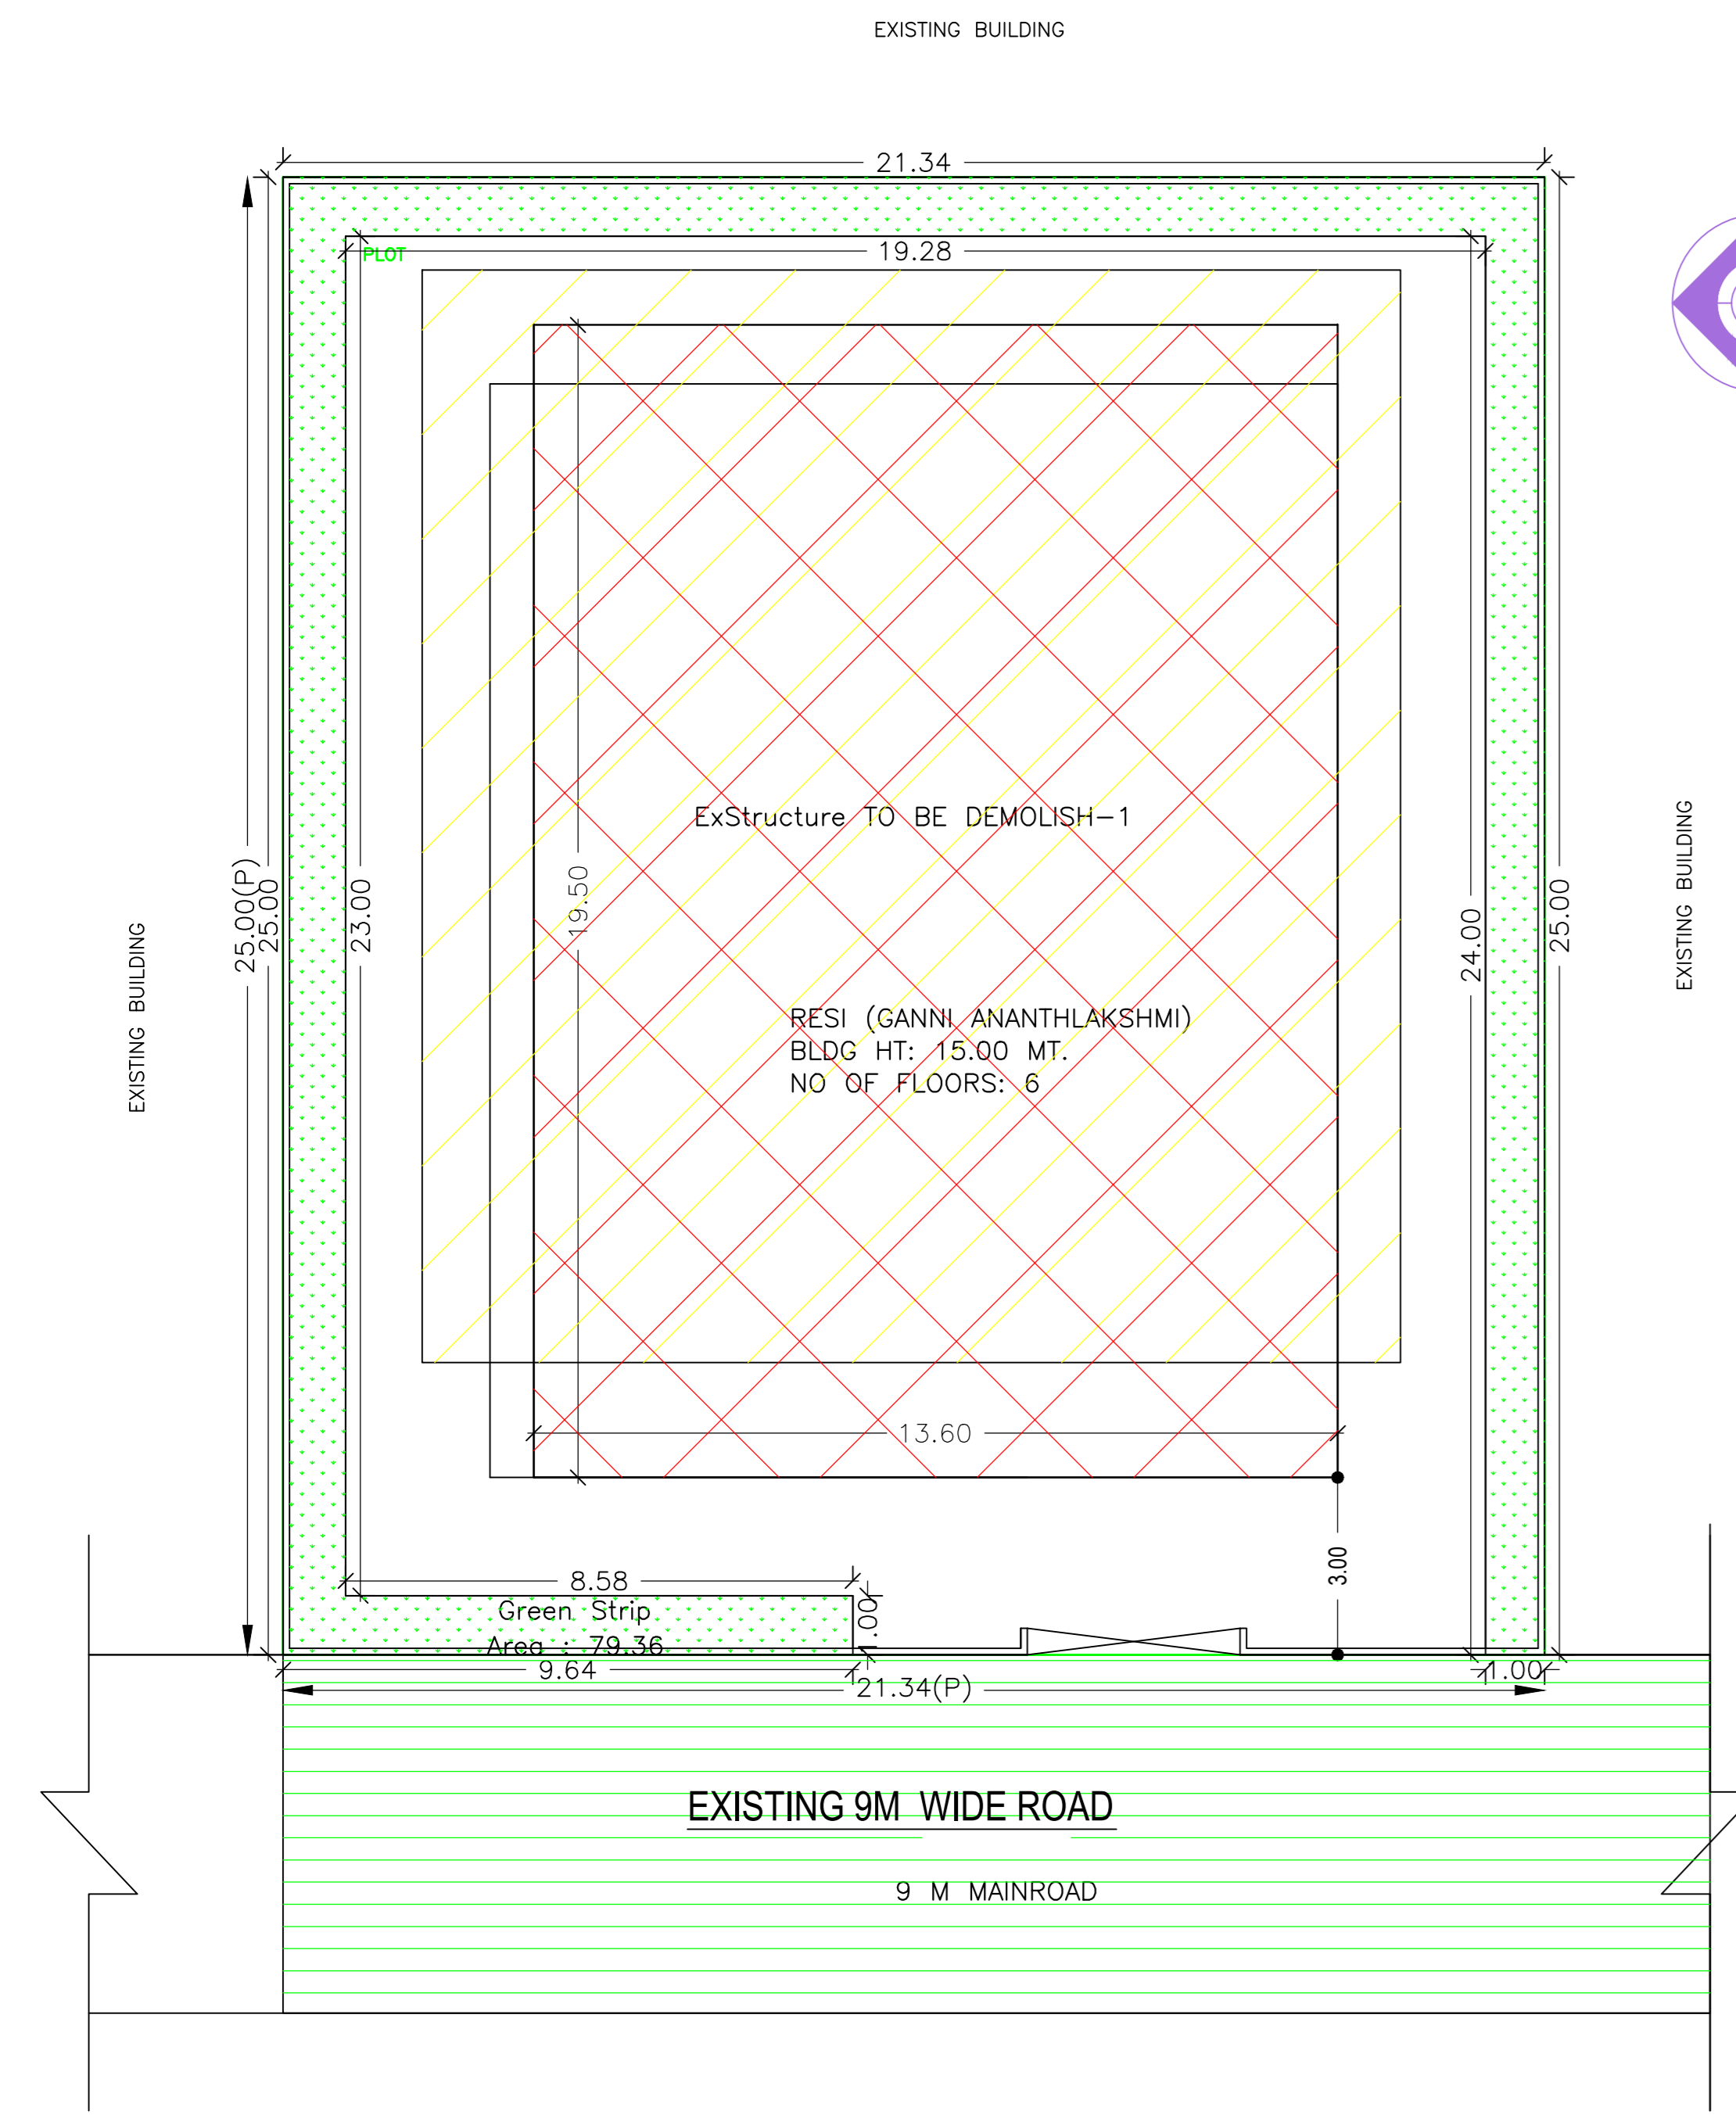 EXISTING BUILDING
21.34
19.28
PLOT
ExStructure TO BE DEMOLISH-1
19.50
25.00(P)
25.00
23.00
24.00
25.00
EXISTING BUILDING
EXISTING BUILDING
RESI (GANNI ANANTHLAKSHMI)
BLDG HT: 15.00 MT.
NO OF FLOORS: 6
13.60
3.00
8.58
1.00
Green Strip
Area : 79.36
9.64
1.00
21.34(P)
EXISTING 9M WIDE ROAD
9 M MAINROAD